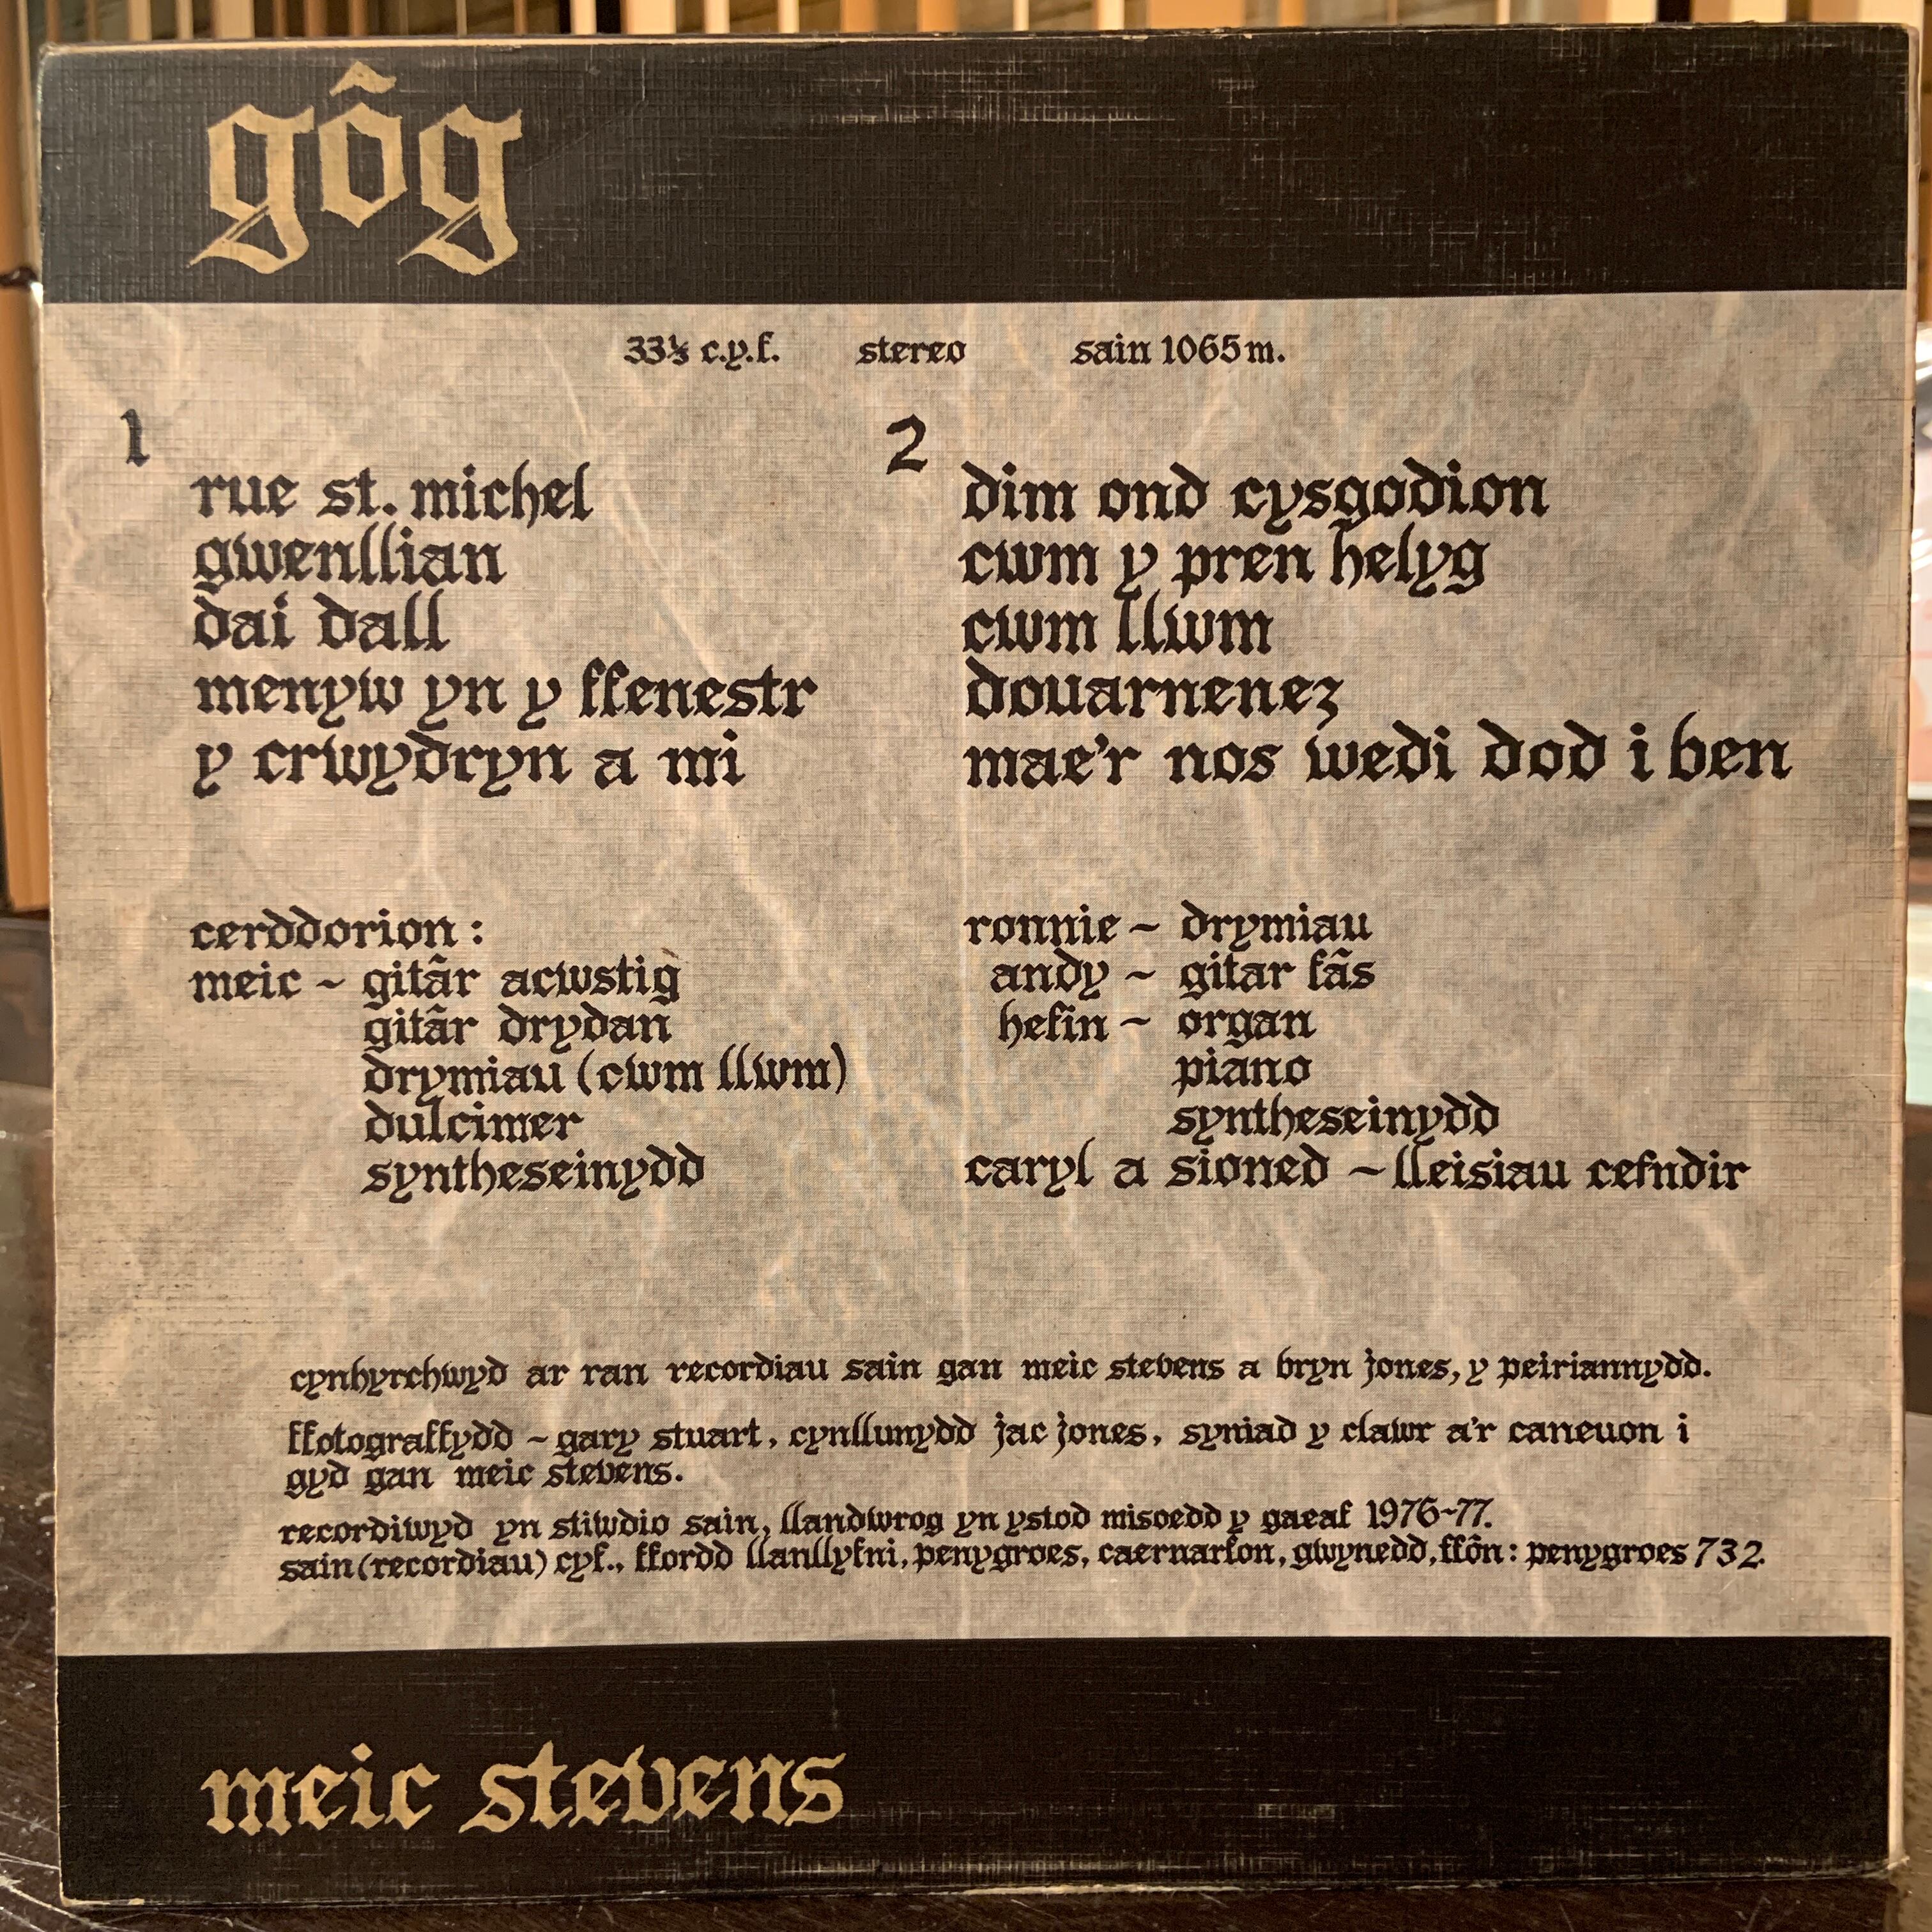 gôg
33⅓ c.y.f. stereo sain 1065m.
1
rue st. michel
gwenllian
dai dall
menyw yn y ffenestr
y crwydryn a mi
2
dim ond cysgodion
cwm y pren helyg
cwm llwm
douarnenez
mae'r nos wedi dod i ben
cerddorion:
meic ~ gitâr acwstig
gitâr drydan
drymiau (cwm llwm)
dulcimer
syntheseinydd
ronnie ~ drymiau
andy ~ gitar fâs
hefin ~ organ
piano
syntheseinydd
caryl a sioned ~ lleisiau cefndir
cynhyrchwyd ar ran recordiau sain gan meic stevens a bryn jones, y peiriannydd.
ffotograffydd ~ gary stuart, cynllunydd jac jones, syniad y clawr a'r caneuon i
gyd gan meic stevens.
recordiwyd yn stiwdio sain, llandwrog yn ystod misoedd y gaeaf 1976~77.
sain (recordiau) cyf., ffordd llanllyfni, penygroes, caernarfon, gwynedd, ffôn: penygroes 732.
meic stevens